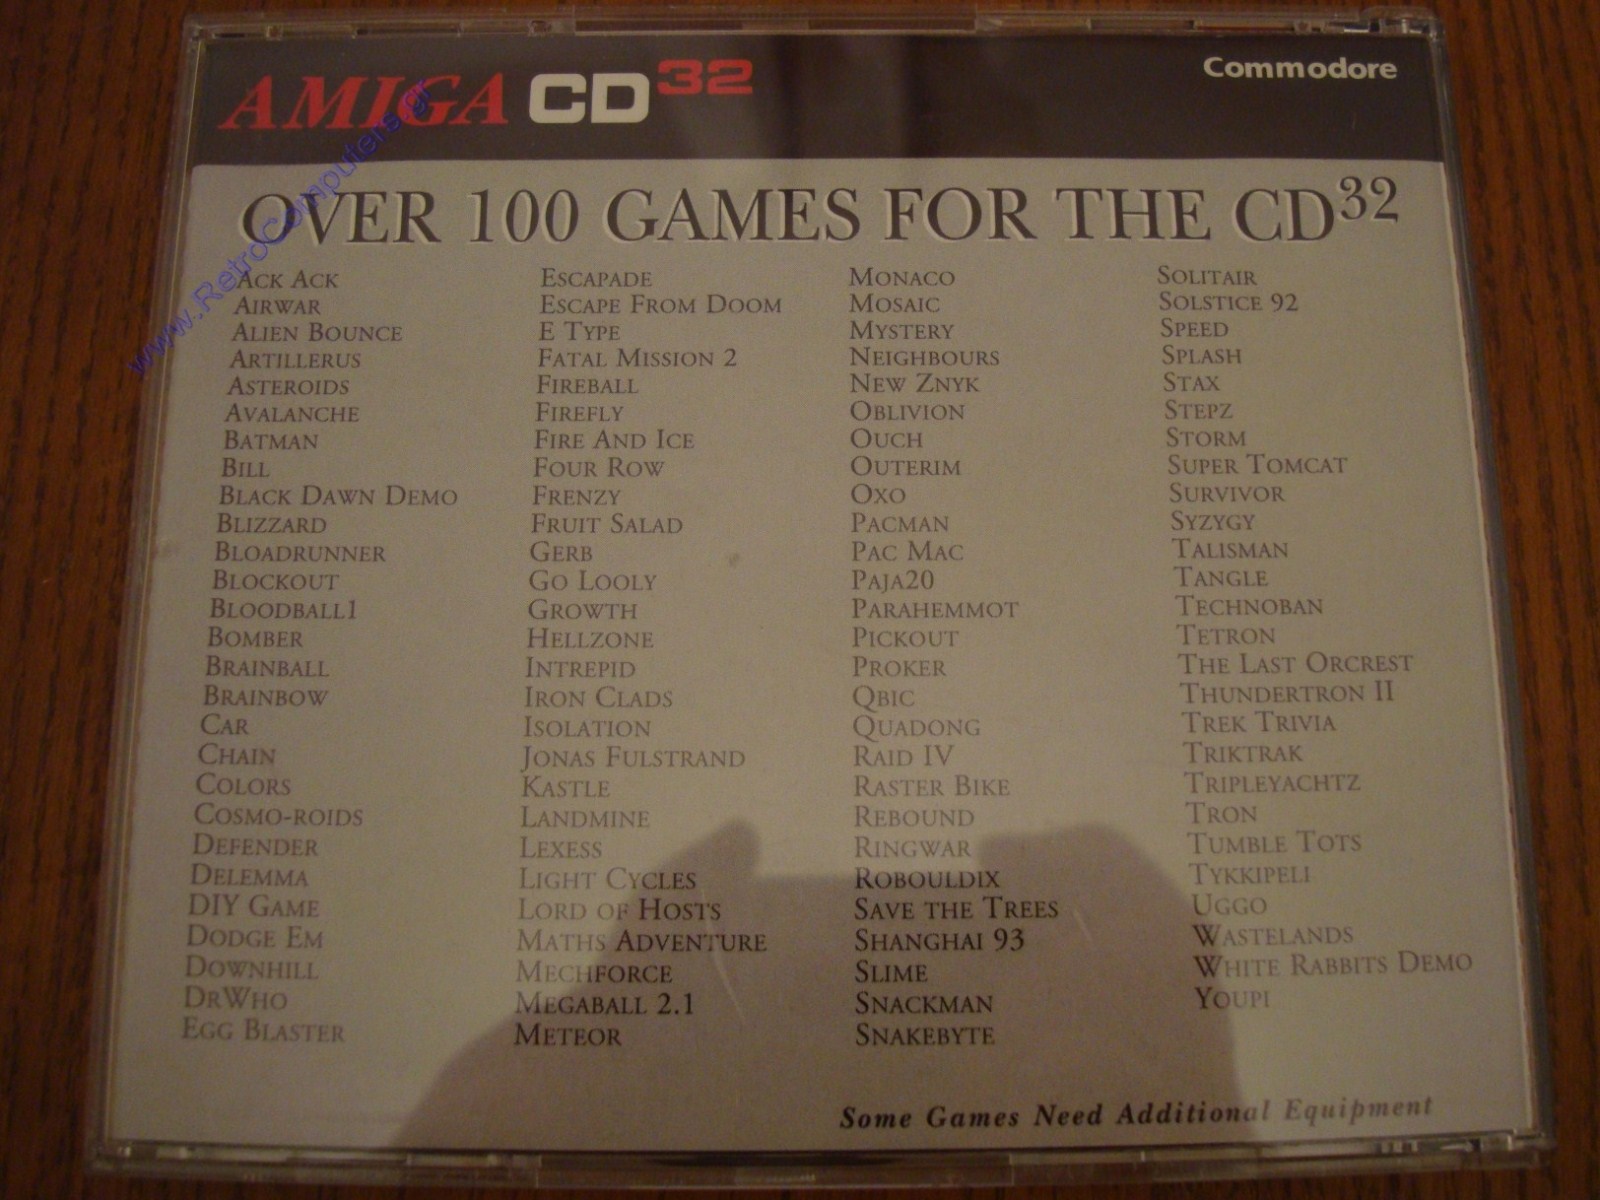 AMIGA CD32
Commodore
www.RetroComputers.gr
OVER 100 GAMES FOR THE CD32
ACK ACK
AIRWAR
ALIEN BOUNCE
ARTILLERUS
ASTEROIDS
AVALANCHE
BATMAN
BILL
BLACK DAWN DEMO
BLIZZARD
BLOADRUNNER
BLOCKOUT
BLOODBALL1
BOMBER
BRAINBALL
BRAINBOW
CAR
CHAIN
COLORS
COSMO-ROIDS
DEFENDER
DELEMMA
DIY GAME
DODGE EM
DOWNHILL
DRWHO
EGG BLASTER
ESCAPADE
ESCAPE FROM DOOM
E TYPE
FATAL MISSION 2
FIREBALL
FIREFLY
FIRE AND ICE
FOUR ROW
FRENZY
FRUIT SALAD
GERB
GO LOOLY
GROWTH
HELLZONE
INTREPID
IRON CLADS
ISOLATION
JONAS FULSTRAND
KASTLE
LANDMINE
LEXESS
LIGHT CYCLES
LORD OF HOSTS
MATHS ADVENTURE
MECHFORCE
MEGABALL 2.1
METEOR
MONACO
MOSAIC
MYSTERY
NEIGHBOURS
NEW ZNYK
OBLIVION
OUCH
OUTERIM
OXO
PACMAN
PAC MAC
PAJA20
PARAHEMMOT
PICKOUT
PROKER
QBIC
QUADONG
RAID IV
RASTER BIKE
REBOUND
RINGWAR
ROBOULDIX
SAVE THE TREES
SHANGHAI 93
SLIME
SNACKMAN
SNAKEBYTE
SOLITAIR
SOLSTICE 92
SPEED
SPLASH
STAX
STEPZ
STORM
SUPER TOMCAT
SURVIVOR
SYZYGY
TALISMAN
TANGLE
TECHNOBAN
TETRON
THE LAST ORCREST
THUNDERTRON II
TREK TRIVIA
TRIKTRAK
TRIPLEYACHTZ
TRON
TUMBLE TOTS
TYKKIPELI
UGGO
WASTELANDS
WHITE RABBITS DEMO
YOUPI
Some Games Need Additional Equipment